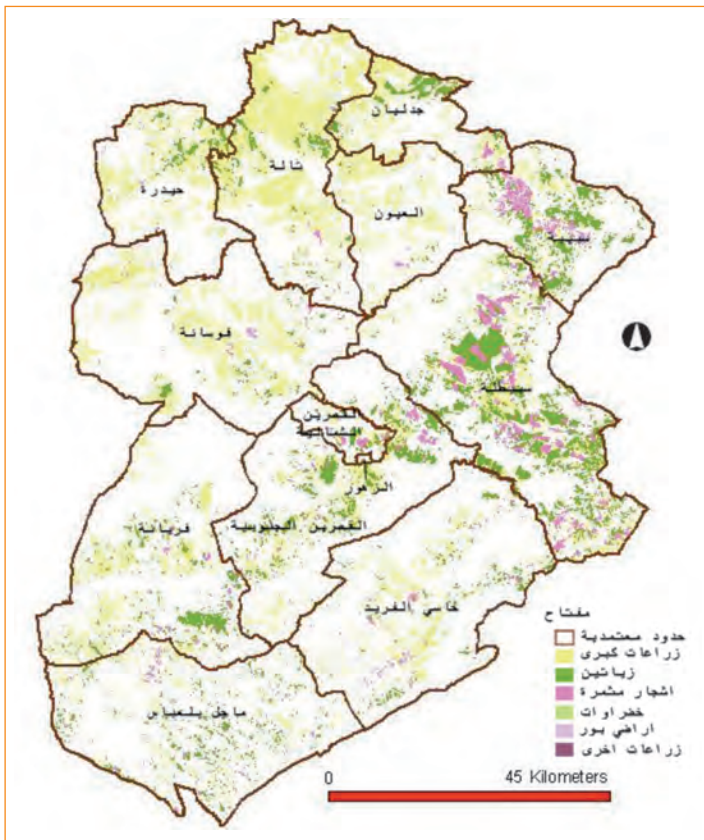 جدليان
تالة
حيدرة
العيون
سبيبة
فوسانة
سبيطلة
القصرين
الشمالية
الزهور
القصرين الجنوبية
فريانة
حاسي الفريد
ماجل بلعباس
مفتاح
حدود معتمدية
زراعات كبرى
زياتين
اشجار مثمرة
خضراوات
اراضي بور
زراعات اخرى
0 45 Kilometers